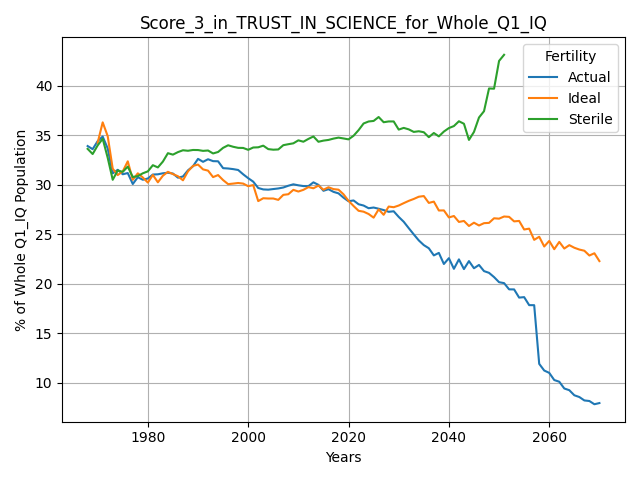 Score_3_in_TRUST_IN_SCIENCE_for_Whole_Q1_IQ
Fertility
Actual
Ideal
Sterile
% of Whole Q1_IQ Population
40
35
30
25
20
15
10
1980
2000
2020
2040
2060
Years